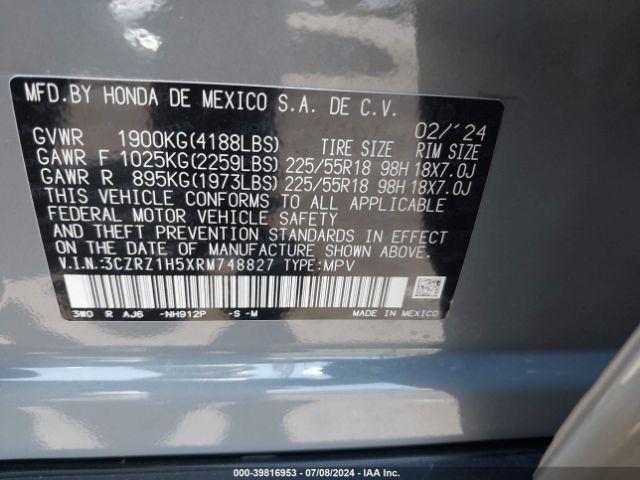 MFD.BY HONDA DE MEXICO S.A. DE C.V.
02/'24
GVWR 1900KG(4188LBS) TIRE SIZE RIM SIZE
GAWR F 1025KG(2259LBS) 225/55R18 98H 18X7.0J
GAWR R 895KG(1973LBS) 225/55R18 98H 18X7.0J
THIS VEHICLE CONFORMS TO ALL APPLICABLE
FEDERAL MOTOR VEHICLE SAFETY
AND THEFT PREVENTION STANDARDS IN EFFECT
ON THE DATE OF MANUFACTURE SHOWN ABOVE.
V.I.N.:3CZRZ1H5XRM748827 TYPE:MPV
3W0 R AJ6 -NH912P -S -M MADE IN MEXICO
000-39816953 | 07/08/2024 | IAA Inc.